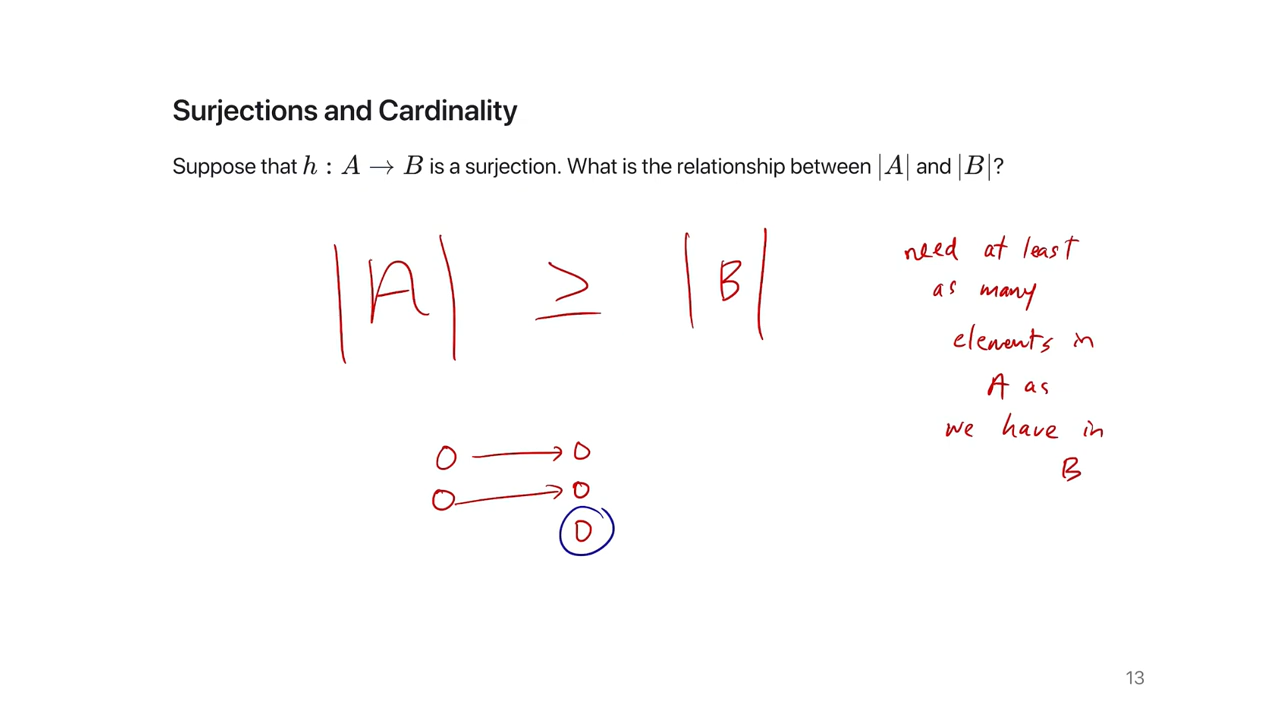 Surjections and Cardinality
Suppose that h : A → B is a surjection. What is the relationship between |A| and |B|?
|A| ≥ |B|
need at least
as many
elements in
A as
we have in
B
13